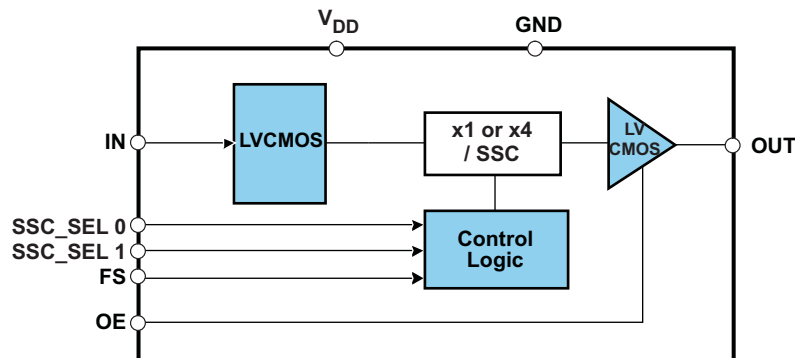 VDD
GND
IN
LVCMOS
x1 or x4
/ SSC
LV
CMOS
OUT
SSC_SEL 0
SSC_SEL 1
FS
Control
Logic
OE